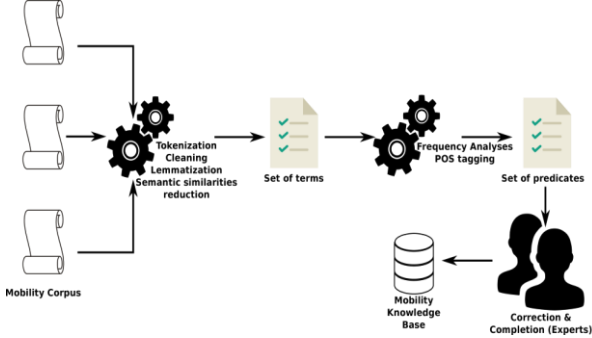 Tokenization
Cleaning
Lemmatization
Semantic similarities
reduction
Set of terms
Frequency Analyses
POS tagging
Set of predicates
Mobility Corpus
Mobility
Knowledge
Base
Correction &
Completion (Experts)